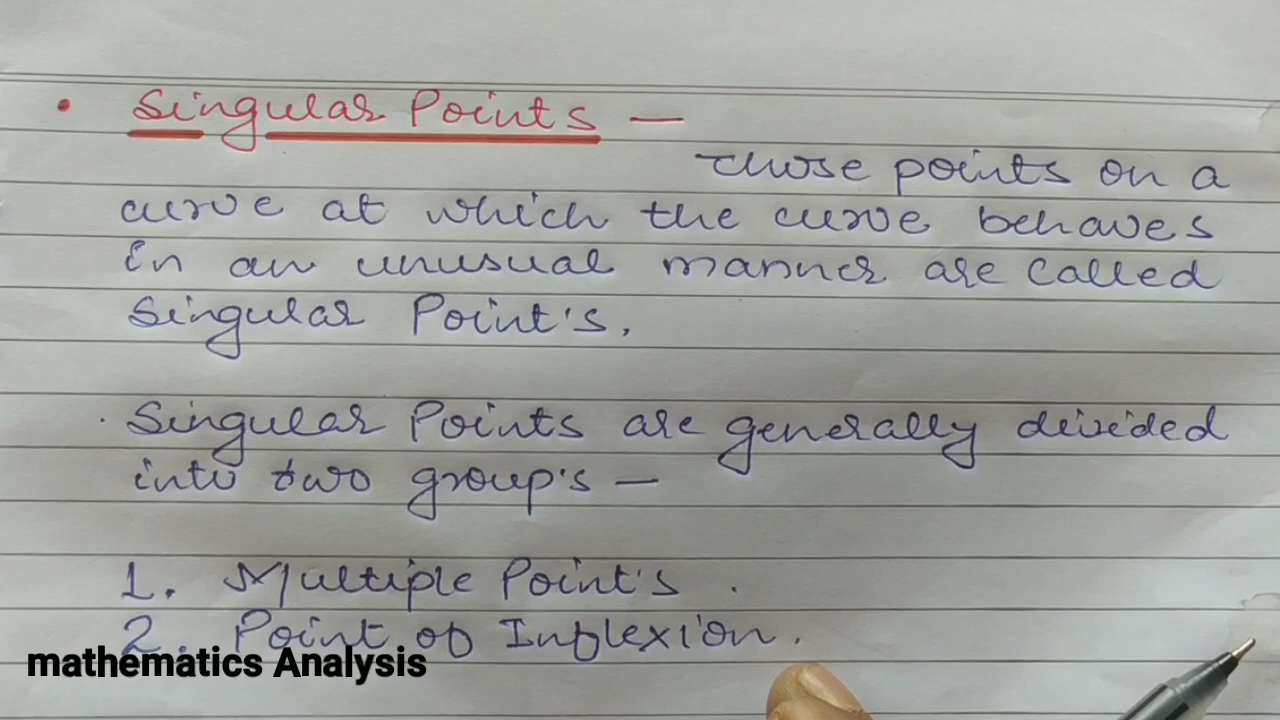 • Singular Points —
Those points on a
curve at which the curve behaves
in an unusual manner are called
Singular Point's.
· Singular Points are generally divided
into two group's —
1. Multiple Point's .
2. Point of Inflexion.
mathematics Analysis